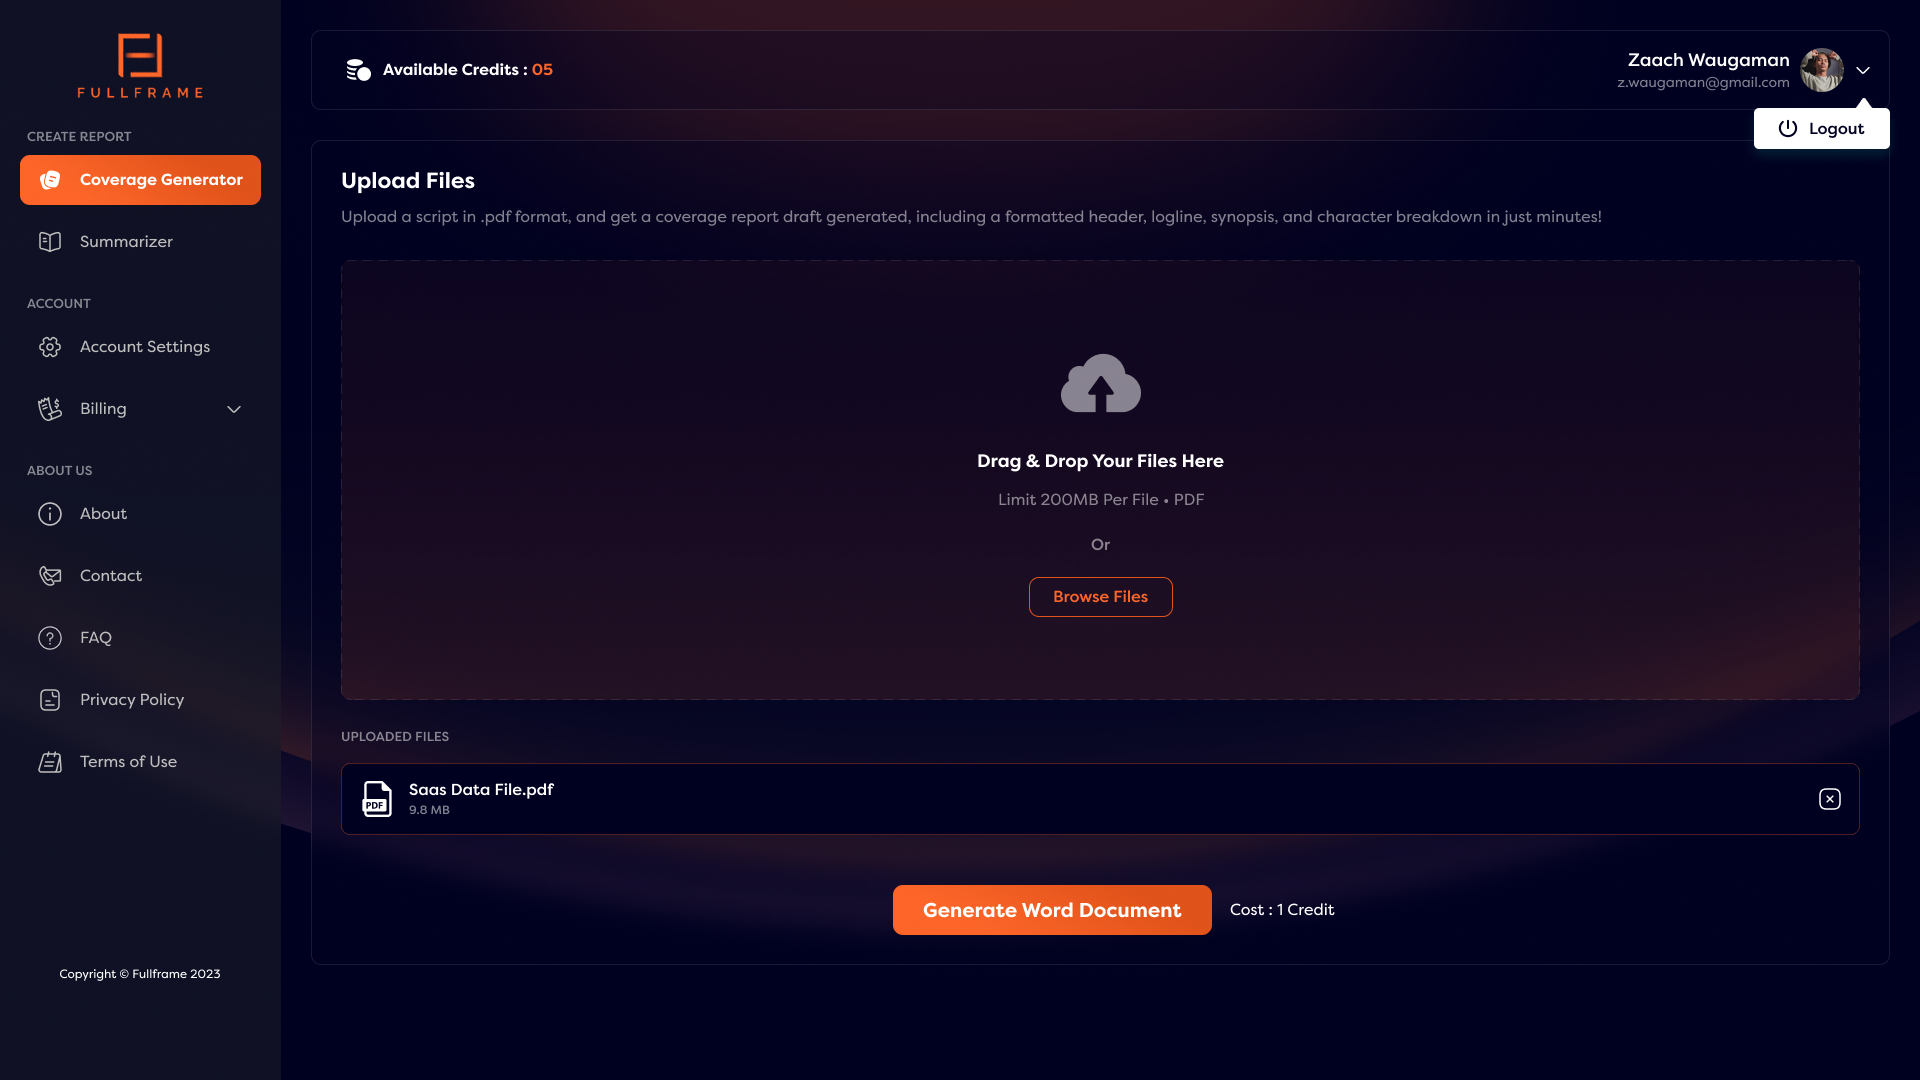 FULLFRAME
CREATE REPORT
Coverage Generator
Summarizer
ACCOUNT
Account Settings
Billing
ABOUT US
About
Contact
FAQ
Privacy Policy
Terms of Use
Copyright © Fullframe 2023
Available Credits : 05
Zaach Waugaman
z.waugaman@gmail.com
Logout
Upload Files
Upload a script in .pdf format, and get a coverage report draft generated, including a formatted header, logline, synopsis, and character breakdown in just minutes!
Drag & Drop Your Files Here
Limit 200MB Per File • PDF
Or
Browse Files
UPLOADED FILES
PDF
Saas Data File.pdf
9.8 MB
Generate Word Document
Cost : 1 Credit